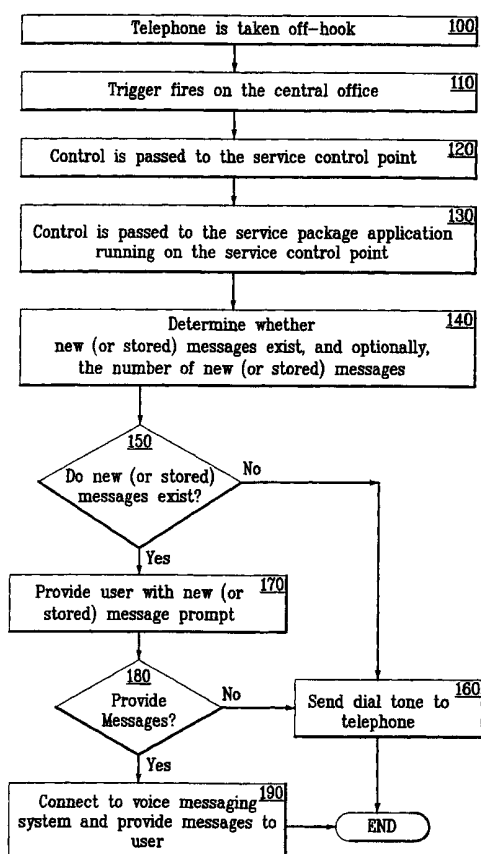 Telephone is taken off-hook 100
Trigger fires on the central office 110
Control is passed to the service control point 120
130
Control is passed to the service package application
running on the service control point
140
Determine whether
new (or stored) messages exist, and optionally,
the number of new (or stored) messages
150
Do new (or stored)
messages exist?
No
Yes
Provide user with new (or 170
stored) message prompt
180
Provide
Messages?
No
Yes
Send dial tone to 160
telephone
Connect to voice messaging 190
system and provide messages to
user
END